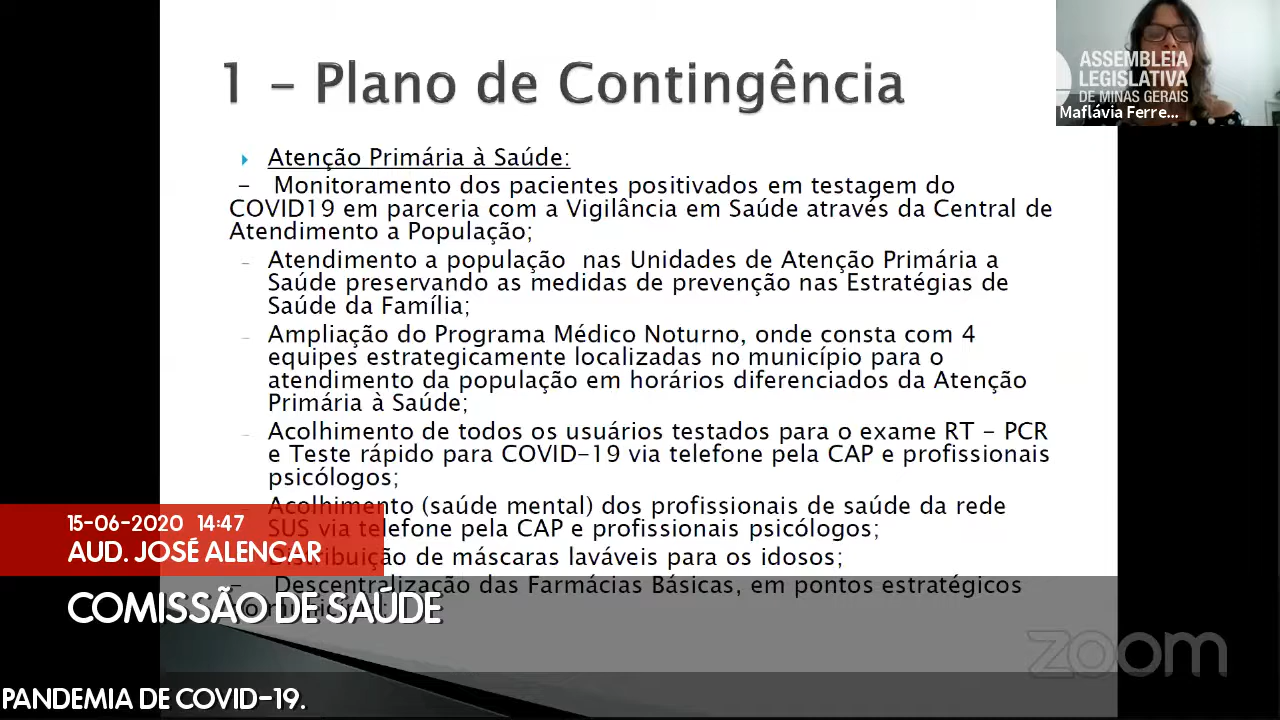 1 - Plano de Contingência
ASSEMBLEIA
LEGISLATIVA
DE MINAS GERAIS
Maflávia Ferre...
Atenção Primária à Saúde:
- Monitoramento dos pacientes positivados em testagem do
COVID19 em parceria com a Vigilância em Saúde através da Central de
Atendimento a População;
- Atendimento a população nas Unidades de Atenção Primária a
Saúde preservando as medidas de prevenção nas Estratégias de
Saúde da Família;
- Ampliação do Programa Médico Noturno, onde consta com 4
equipes estrategicamente localizadas no município para o
atendimento da população em horários diferenciados da Atenção
Primária à Saúde;
- Acolhimento de todos os usuários testados para o exame RT - PCR
e Teste rápido para COVID-19 via telefone pela CAP e profissionais
psicólogos;
Acolhimento (saúde mental) dos profissionais de saúde da rede
SUS via telefone pela CAP e profissionais psicólogos;
Distribuição de máscaras laváveis para os idosos;
- Descentralização das Farmácias Básicas, em pontos estratégicos
15-06-2020 14:47
AUD. JOSÉ ALENCAR
COMISSÃO DE SAÚDE
zoom
PANDEMIA DE COVID-19.